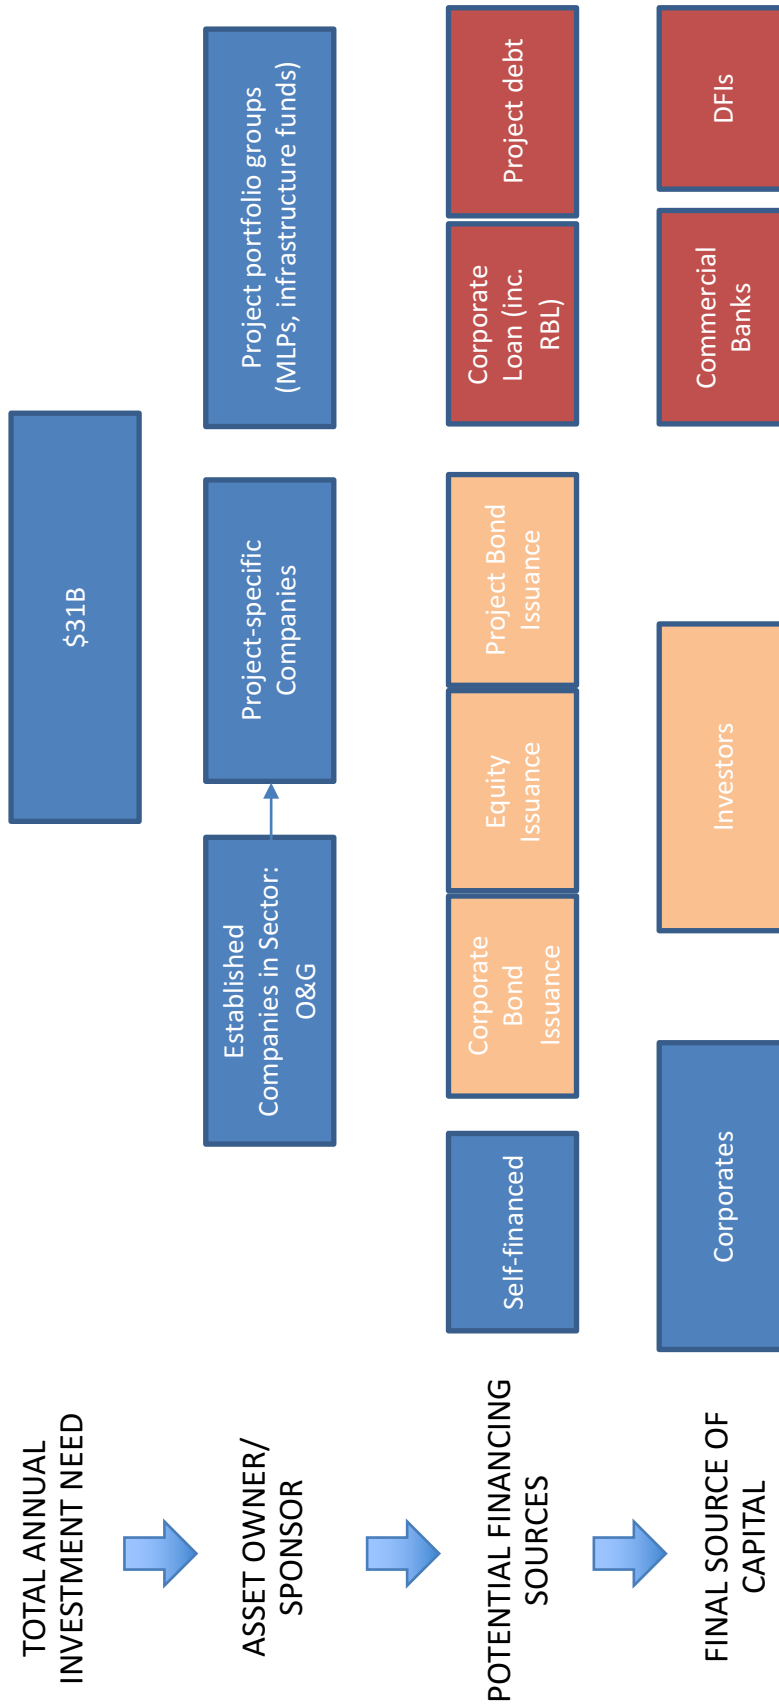 TOTAL ANNUAL
INVESTMENT NEED
$31B
ASSET OWNER/
SPONSOR
Established
Companies in Sector:
O&G
Project-specific
Companies
Project portfolio groups
(MLPs, infrastructure funds)
POTENTIAL FINANCING
SOURCES
Self-financed
Corporate
Bond
Issuance
Equity
Issuance
Project Bond
Issuance
Corporate
Loan (inc.
RBL)
Project debt
FINAL SOURCE OF
CAPITAL
Corporates
Investors
Commercial
Banks
DFIs